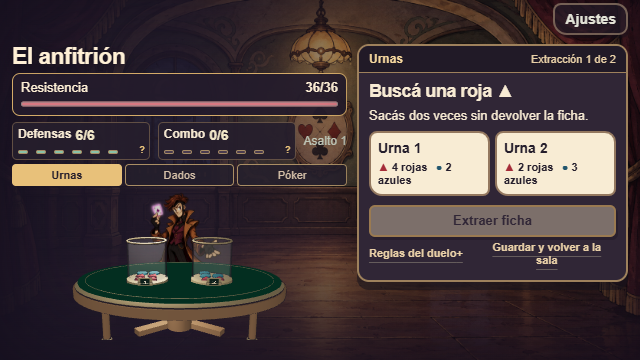 Ajustes
El anfitrión
Resistencia 36/36
Defensas 6/6 ?
Combo 0/6 ?
Asalto 1
Urnas Dados Póker
Urnas Extracción 1 de 2
Buscá una roja ▲
Sacás dos veces sin devolver la ficha.
Urna 1
▲ 4 rojas ● 2
azules
Urna 2
▲ 2 rojas ● 3
azules
Extraer ficha
Reglas del duelo+
Guardar y volver a la
sala